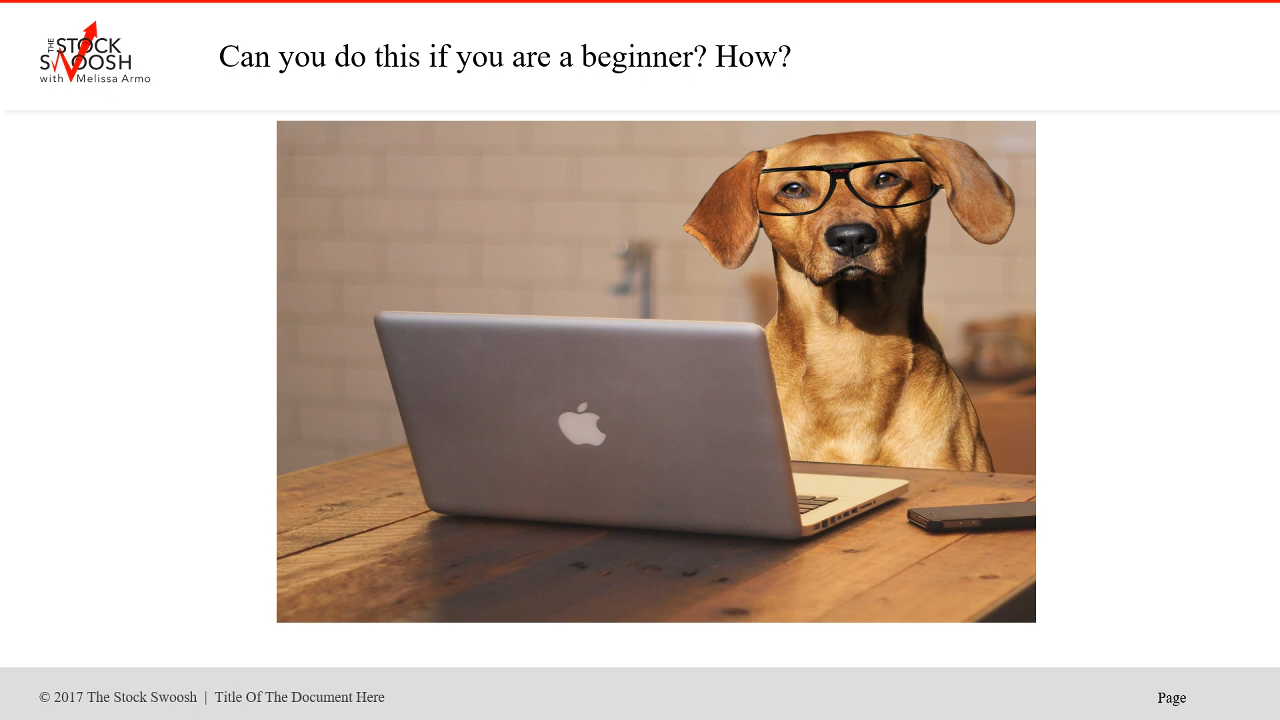 THE STOCK
SWOOSH
with Melissa Armo
Can you do this if you are a beginner? How?
© 2017 The Stock Swoosh | Title Of The Document Here
Page